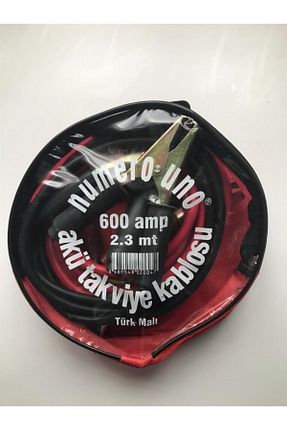 numero uno
600 amp
2.3 mt
akü takviye kablosu
Türk Malı